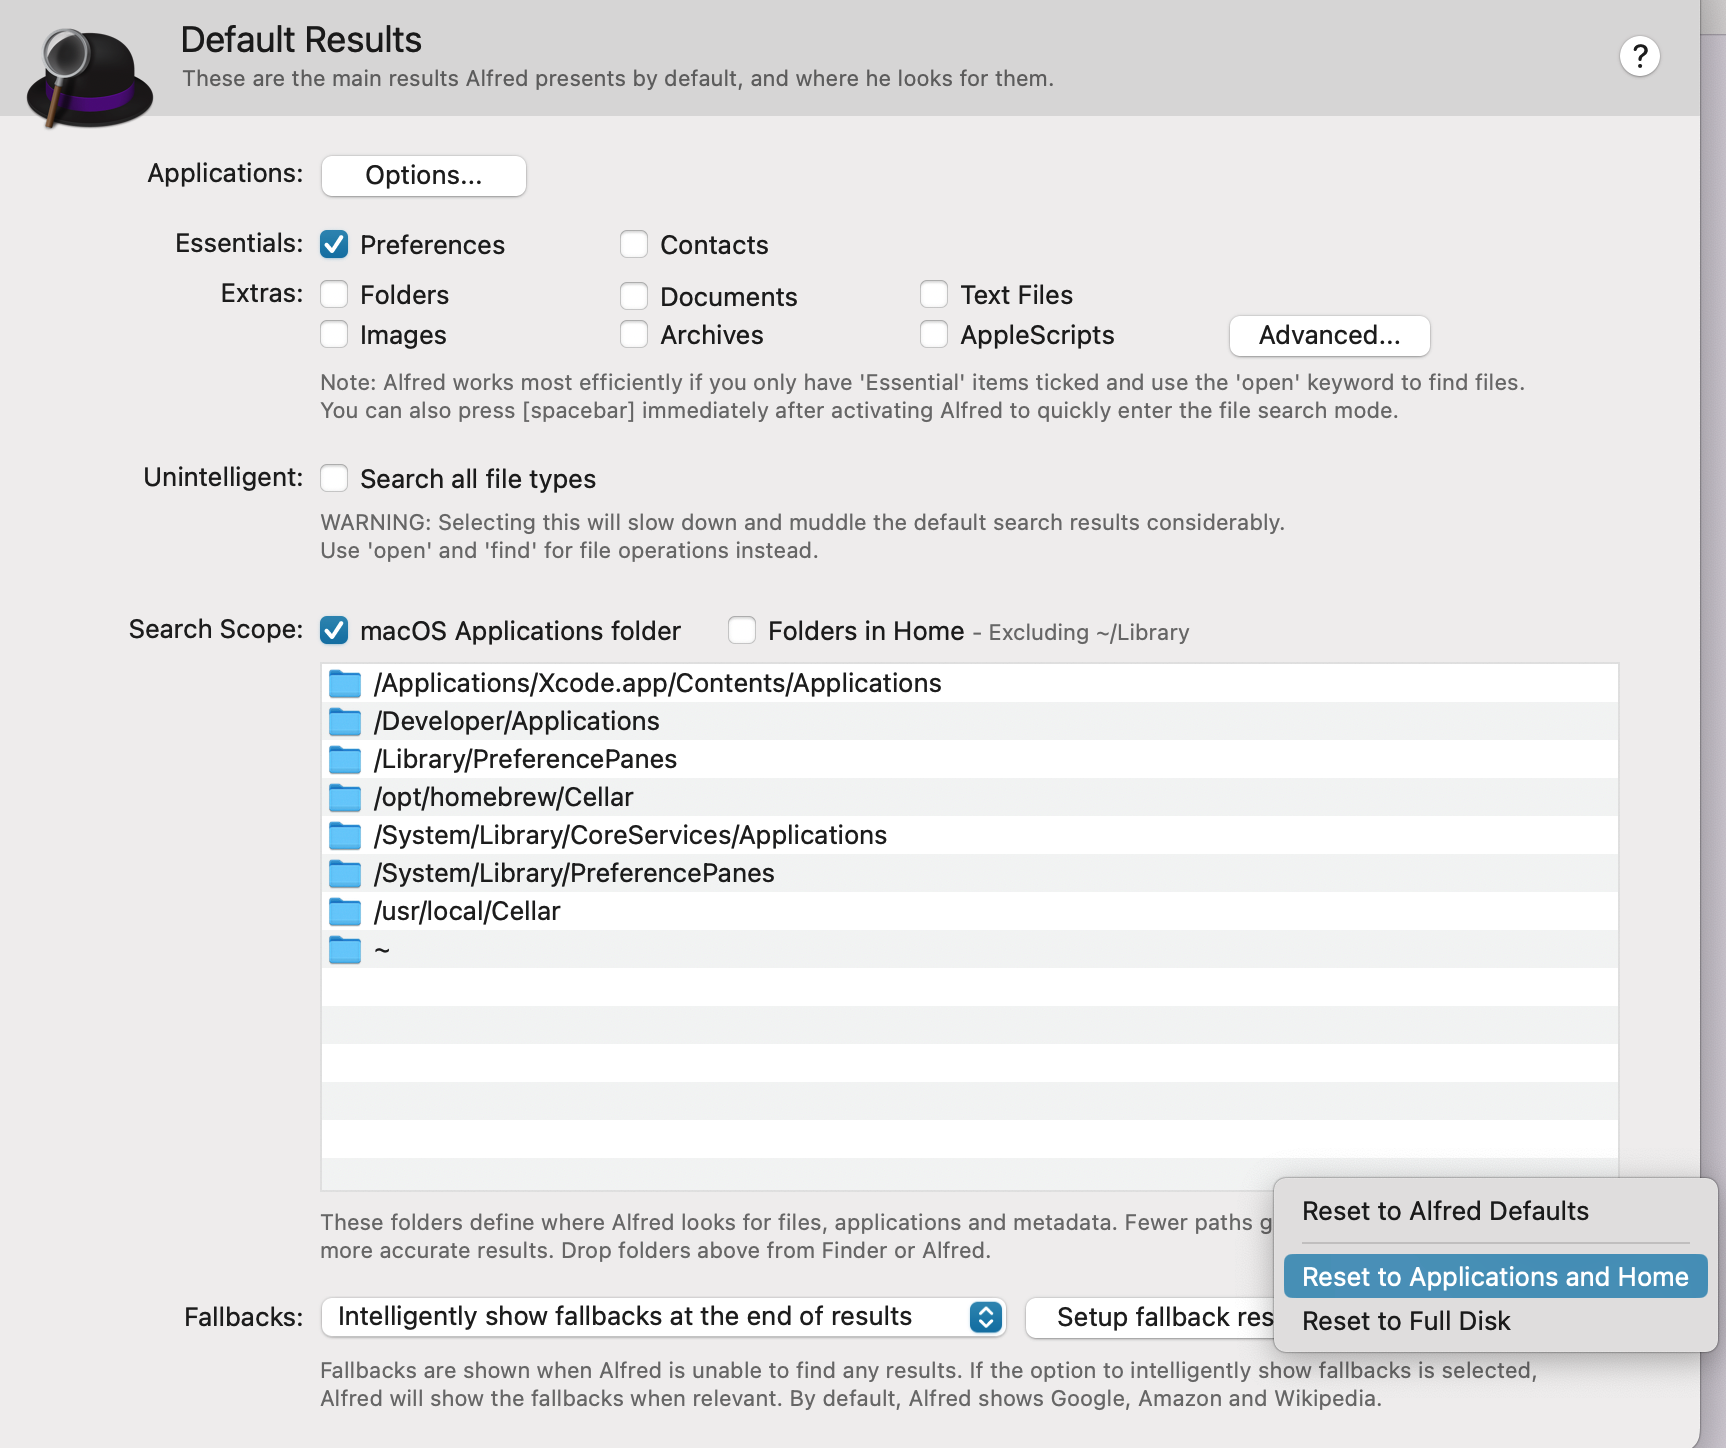 Default Results
These are the main results Alfred presents by default, and where he looks for them.
?
Applications: Options...
Essentials: Preferences Contacts
Extras: Folders Documents Text Files
Images Archives AppleScripts Advanced...
Note: Alfred works most efficiently if you only have 'Essential' items ticked and use the 'open' keyword to find files.
You can also press [spacebar] immediately after activating Alfred to quickly enter the file search mode.
Unintelligent: Search all file types
WARNING: Selecting this will slow down and muddle the default search results considerably.
Use 'open' and 'find' for file operations instead.
Search Scope: macOS Applications folder Folders in Home - Excluding ~/Library
/Applications/Xcode.app/Contents/Applications
/Developer/Applications
/Library/PreferencePanes
/opt/homebrew/Cellar
/System/Library/CoreServices/Applications
/System/Library/PreferencePanes
/usr/local/Cellar
~
These folders define where Alfred looks for files, applications and metadata. Fewer paths g
more accurate results. Drop folders above from Finder or Alfred.
Reset to Alfred Defaults
Reset to Applications and Home
Reset to Full Disk
Fallbacks: Intelligently show fallbacks at the end of results Setup fallback res
Fallbacks are shown when Alfred is unable to find any results. If the option to intelligently show fallbacks is selected,
Alfred will show the fallbacks when relevant. By default, Alfred shows Google, Amazon and Wikipedia.